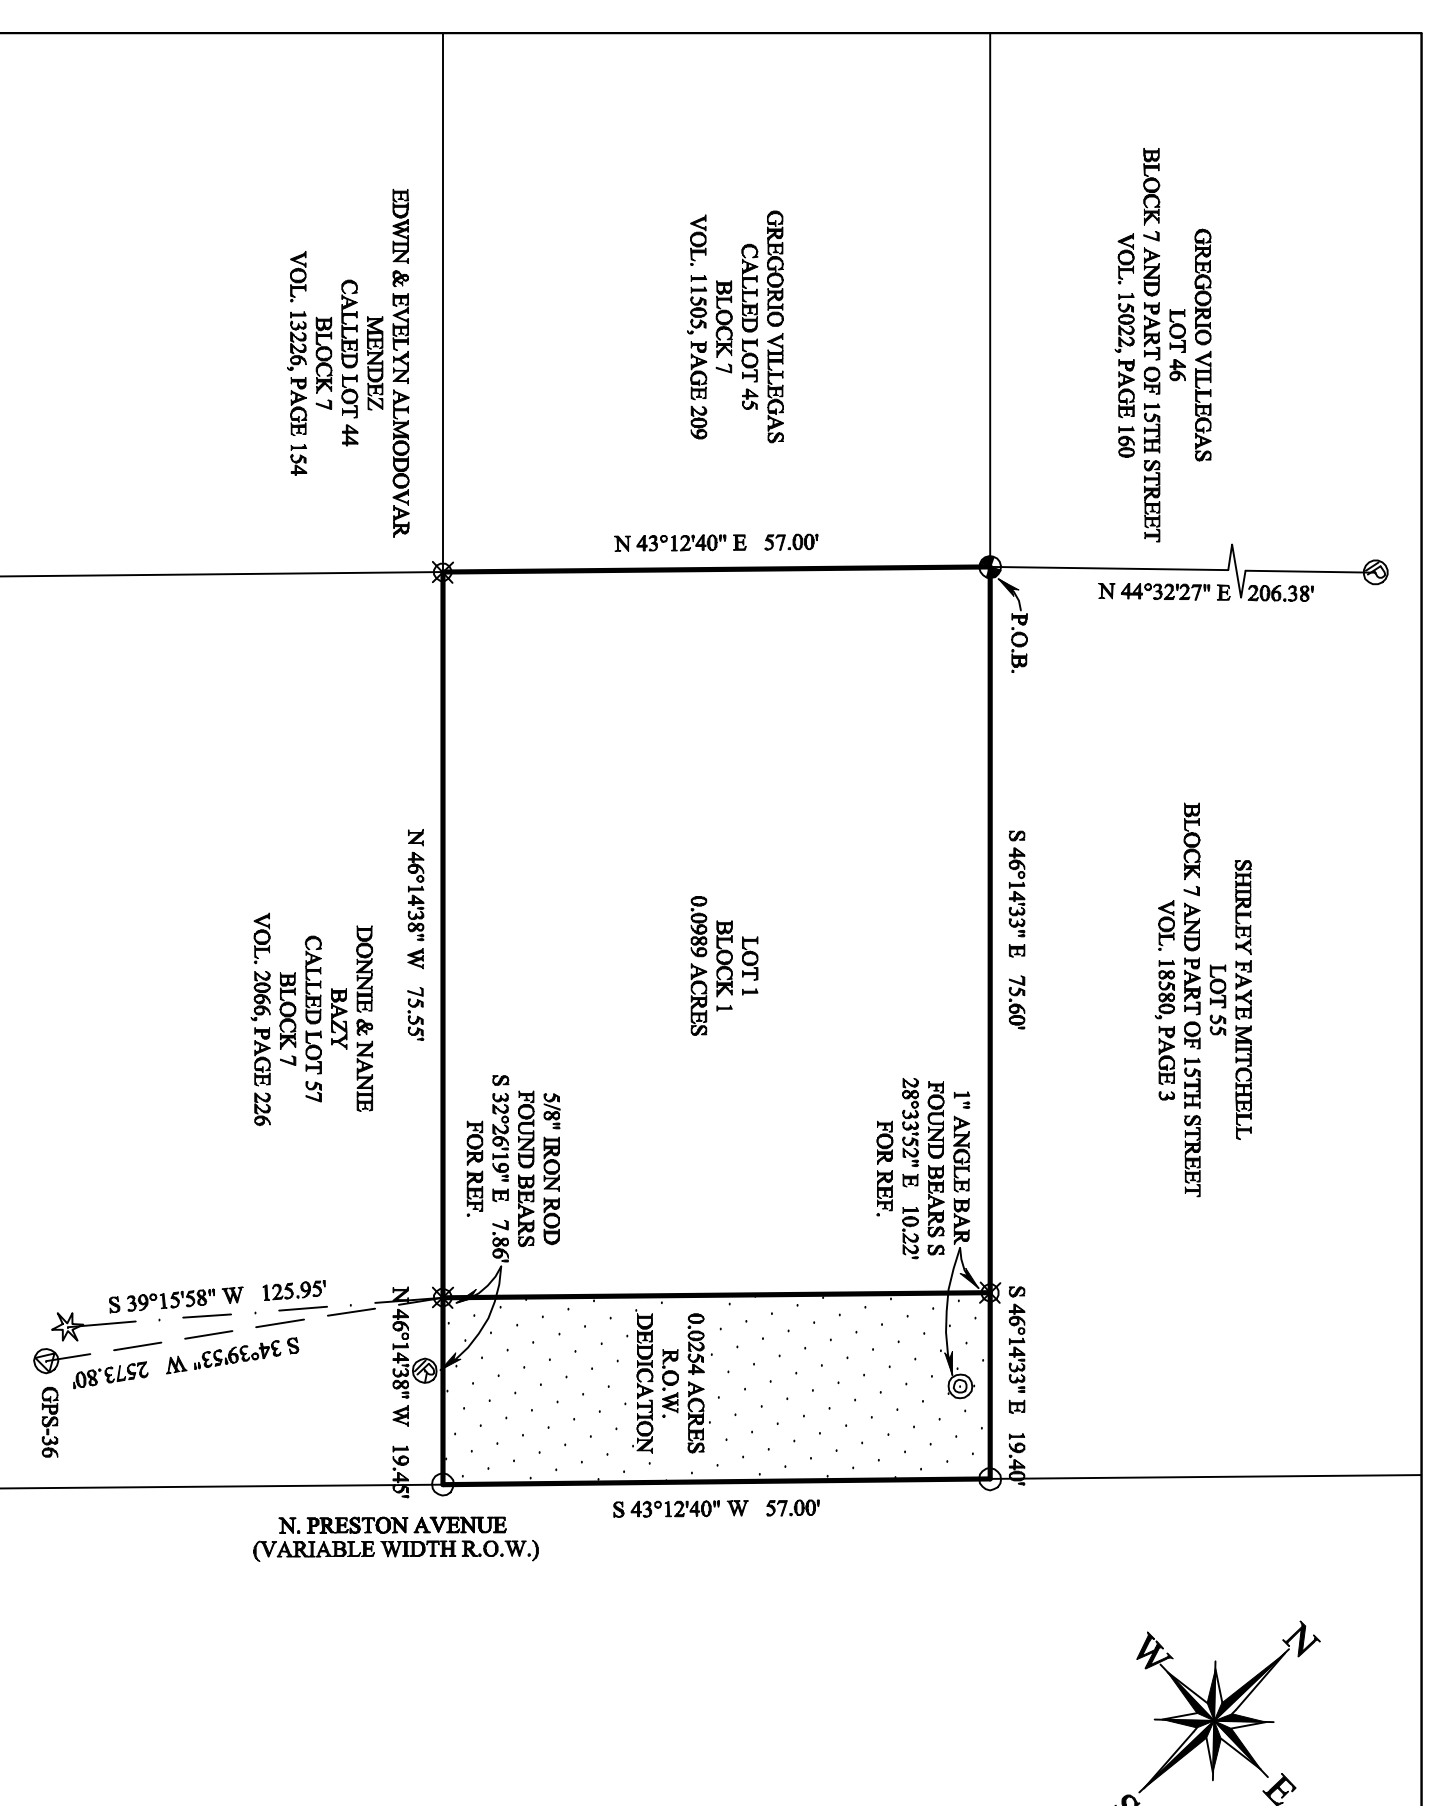 EDWIN & EVELYN ALMODOVAR
MENDEZ
CALLED LOT 44
BLOCK 7
VOL. 13226, PAGE 154
GREGORIO VILLEGAS
CALLED LOT 45
BLOCK 7
VOL. 11505, PAGE 209
GREGORIO VILLEGAS
LOT 46
BLOCK 7 AND PART OF 15TH STREET
VOL. 15022, PAGE 160
N 43°12'40" E 57.00'
N 44°32'27" E 206.38'
R
P.O.B.
N 46°14'38" W 75.55'
S 46°14'33" E 75.60'
LOT 1
BLOCK 1
0.0989 ACRES
SHIRLEY FAYE MITCHELL
LOT 55
BLOCK 7 AND PART OF 15TH STREET
VOL. 18580, PAGE 3
DONNIE & NANIE
BAZY
CALLED LOT 57
BLOCK 7
VOL. 2066, PAGE 226
5/8" IRON ROD
FOUND BEARS
S 32°26'19" E 7.86'
FOR REF.
1" ANGLE BAR
FOUND BEARS S
28°33'52" E 10.22'
FOR REF.
S 39°15'58" W 125.95'
S 34°39'53" W 2573.80'
GPS-36
N 46°14'38" W 19.45'
R
0.0254 ACRES
R.O.W.
DEDICATION
S 46°14'33" E 19.40'
S 43°12'40" W 57.00'
N. PRESTON AVENUE
(VARIABLE WIDTH R.O.W.)
W
N
E
S